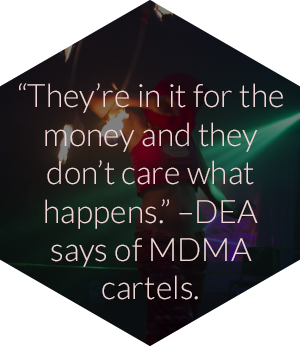 “They’re in it for the
money and they
don’t care what
happens.” –DEA
says of MDMA
cartels.